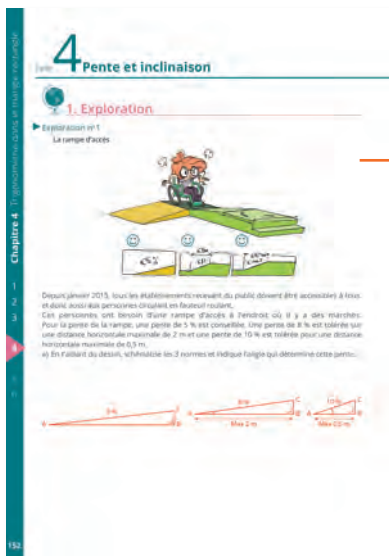 4 Pente et inclinaison
1. Exploration
Exploration n°1
La rampe d'accès
Depuis janvier 2015, tous les établissements recevant du public doivent être accessibles à tous
et donc aussi aux personnes circulant en fauteuil roulant.
Ces personnes ont besoin d'une rampe d'accès à l'endroit où il y a des marches.
Pour la pente de la rampe, une pente de 5 % est conseillée. Une pente de 8 % est tolérée sur
une distance horizontale maximale de 2 m et une pente de 10 % est tolérée pour une distance
horizontale maximale de 0,5 m.
a) En t'aidant du dessin, schématise les 3 normes et indique l'angle qui détermine cette pente.
5 %
C
A
B
8 %
C
A
B
Max 2 m
10 %
C
A
B
Max 0,5 m
Chapitre 4
1
2
3
4
152